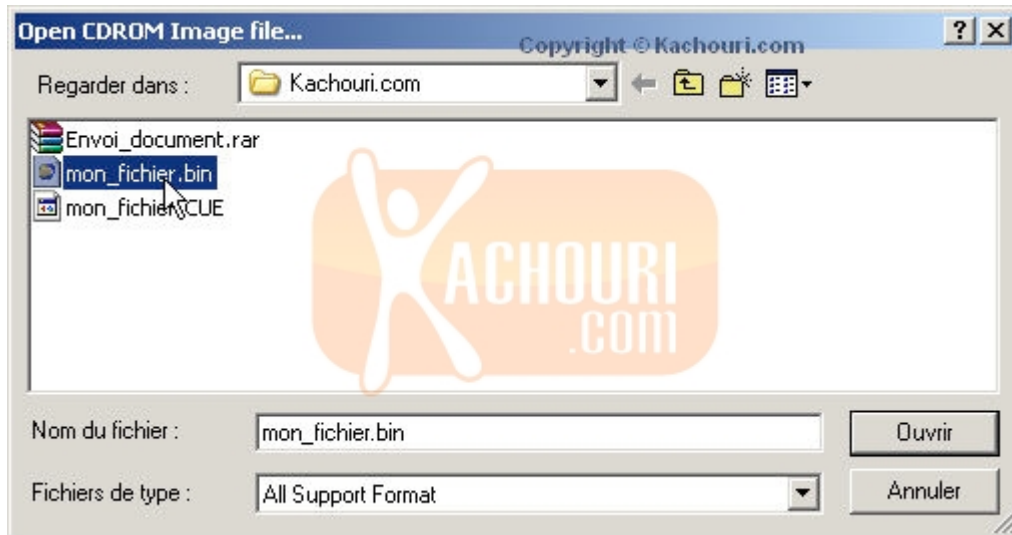 Open CDROM Image file...
Copyright © Kachouri.com
Regarder dans :
Kachouri.com
Envoi_document.rar
mon_fichier.bin
mon_fichier.CUE
KACHOURI
.COM
Nom du fichier :
mon_fichier.bin
Ouvrir
Fichiers de type :
All Support Format
Annuler